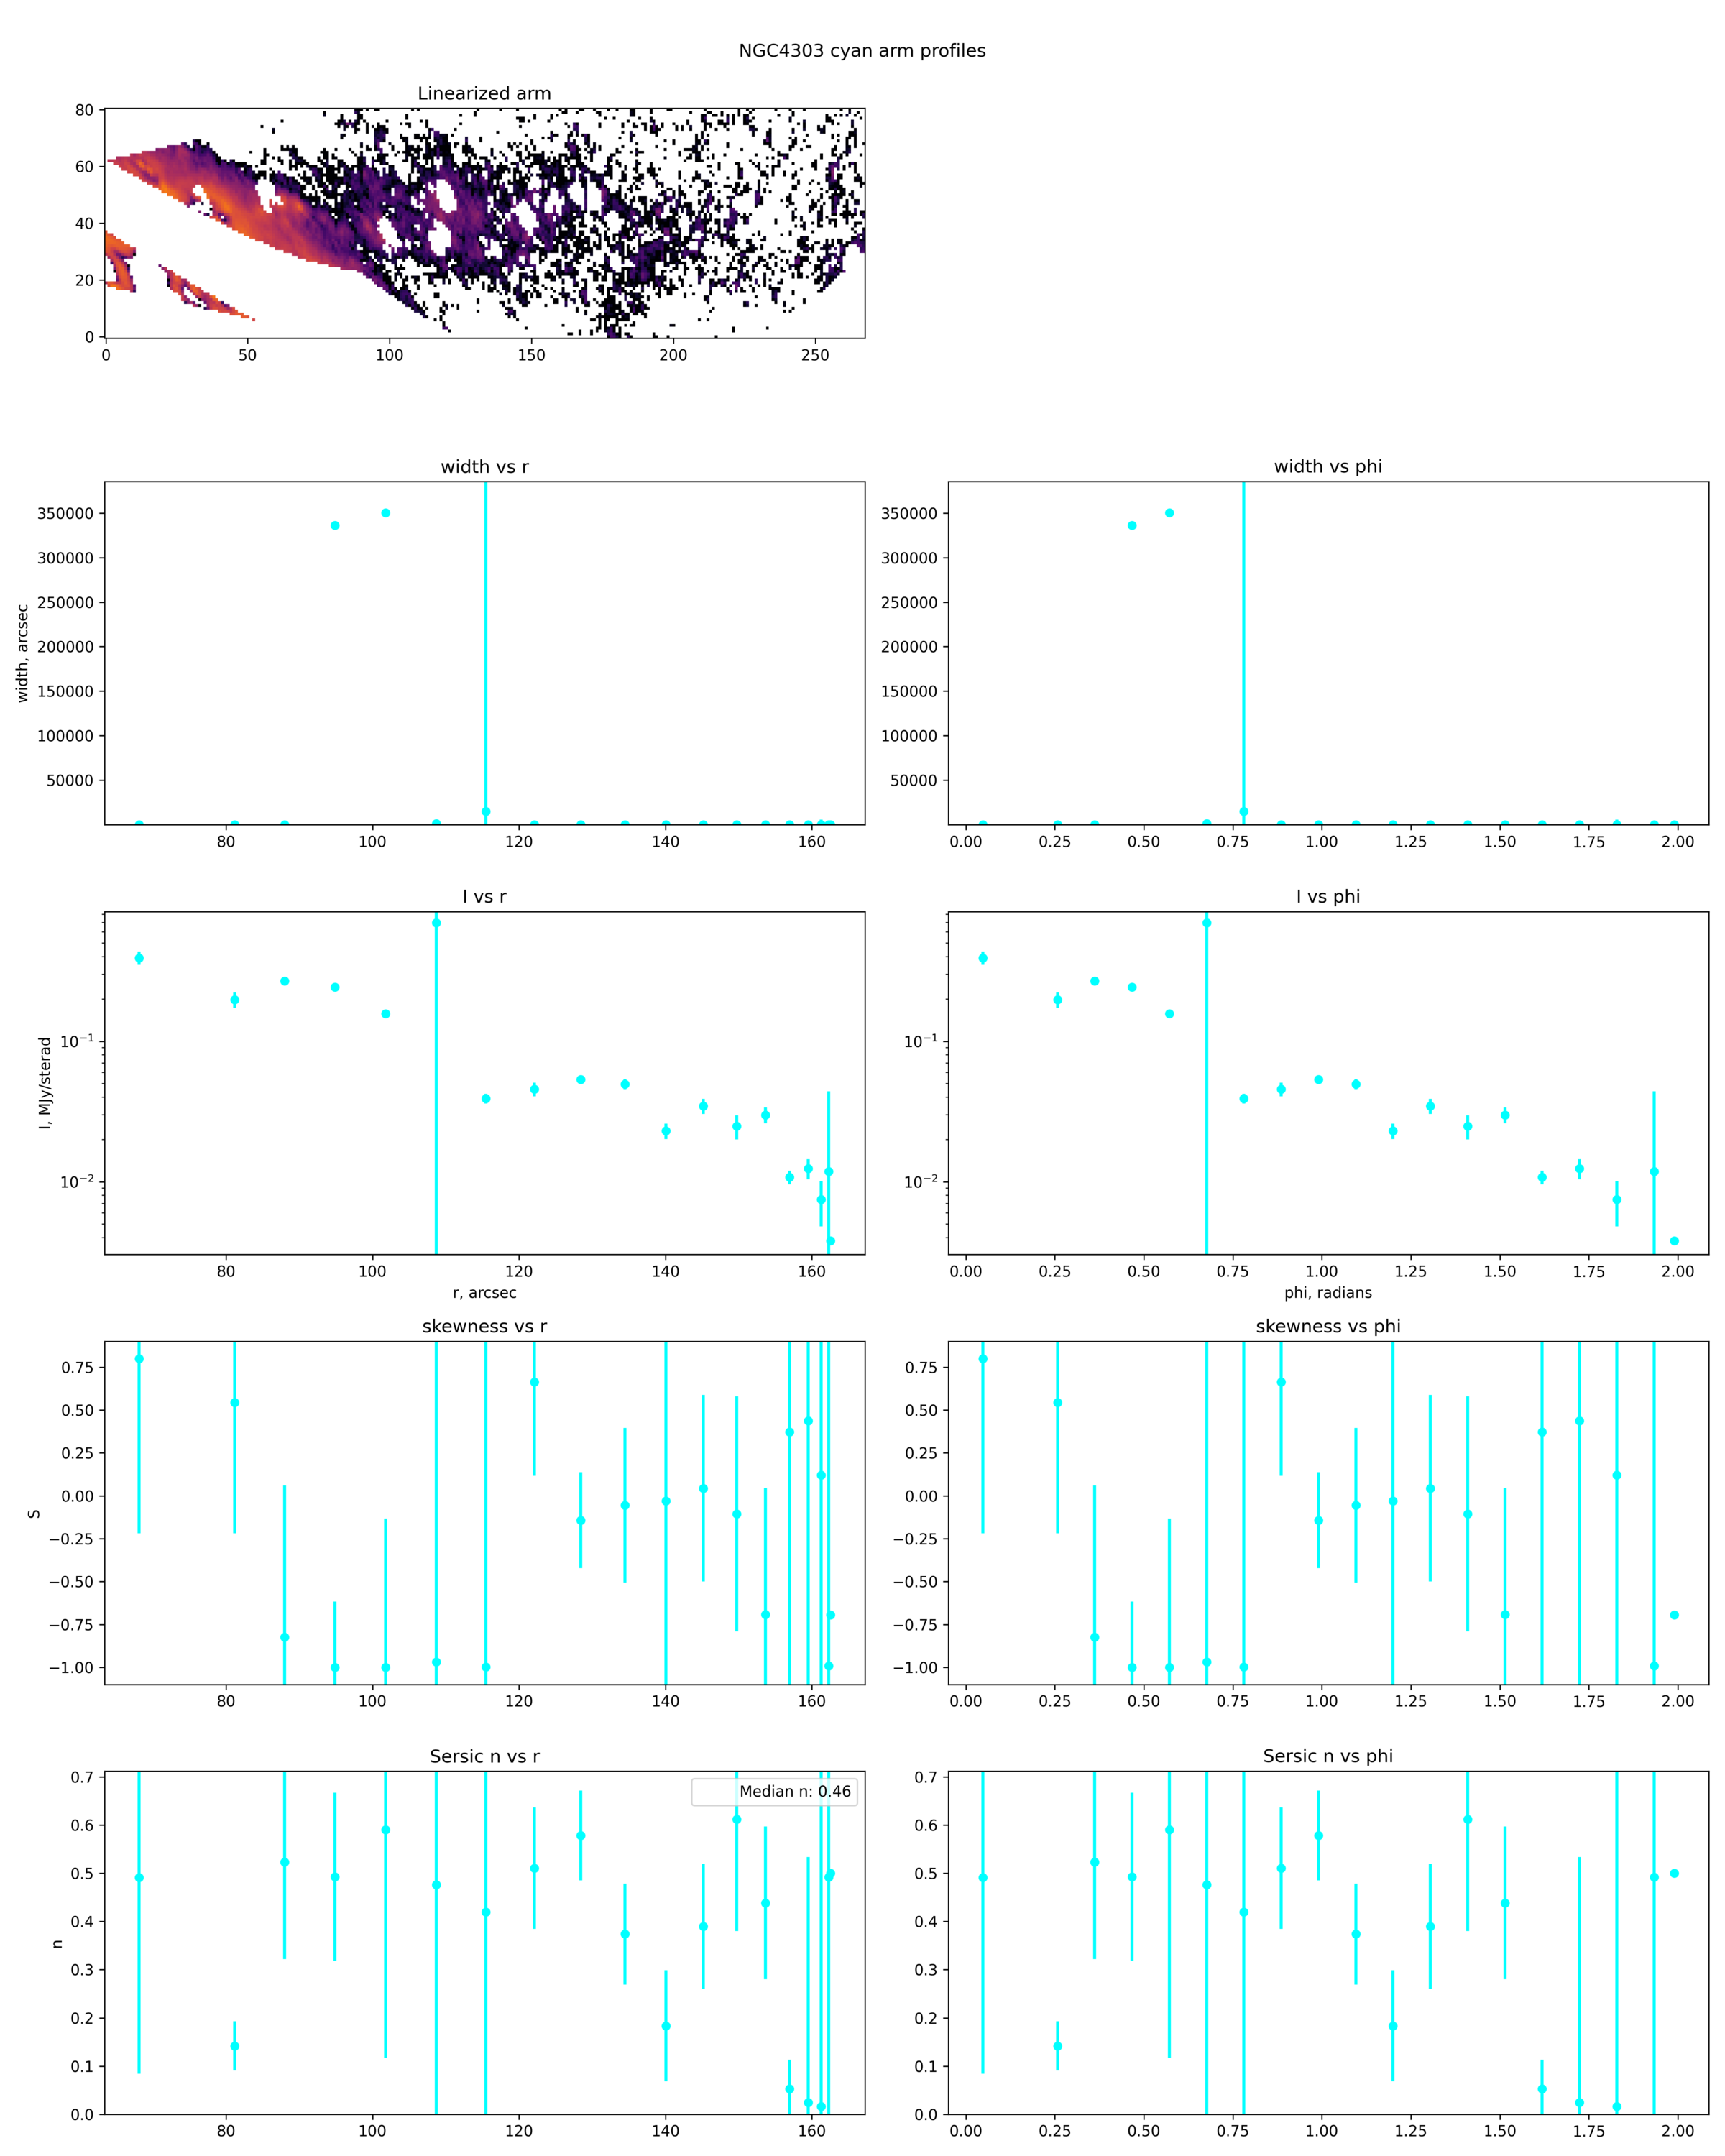 NGC4303 cyan arm profiles
Linearized arm
80
60
40
20
0
0 50 100 150 200 250
width vs r
width vs phi
width, arcsec
350000
300000
250000
200000
150000
100000
50000
80 100 120 140 160
350000
300000
250000
200000
150000
100000
50000
0.00 0.25 0.50 0.75 1.00 1.25 1.50 1.75 2.00
I vs r
I vs phi
I, MJy/sterad
10⁻¹
10⁻²
80 100 120 140 160
r, arcsec
10⁻¹
10⁻²
0.00 0.25 0.50 0.75 1.00 1.25 1.50 1.75 2.00
phi, radians
skewness vs r
skewness vs phi
S
0.75
0.50
0.25
0.00
−0.25
−0.50
−0.75
−1.00
80 100 120 140 160
0.75
0.50
0.25
0.00
−0.25
−0.50
−0.75
−1.00
0.00 0.25 0.50 0.75 1.00 1.25 1.50 1.75 2.00
Sersic n vs r
Sersic n vs phi
Median n: 0.46
n
0.7
0.6
0.5
0.4
0.3
0.2
0.1
0.0
80 100 120 140 160
0.7
0.6
0.5
0.4
0.3
0.2
0.1
0.0
0.00 0.25 0.50 0.75 1.00 1.25 1.50 1.75 2.00